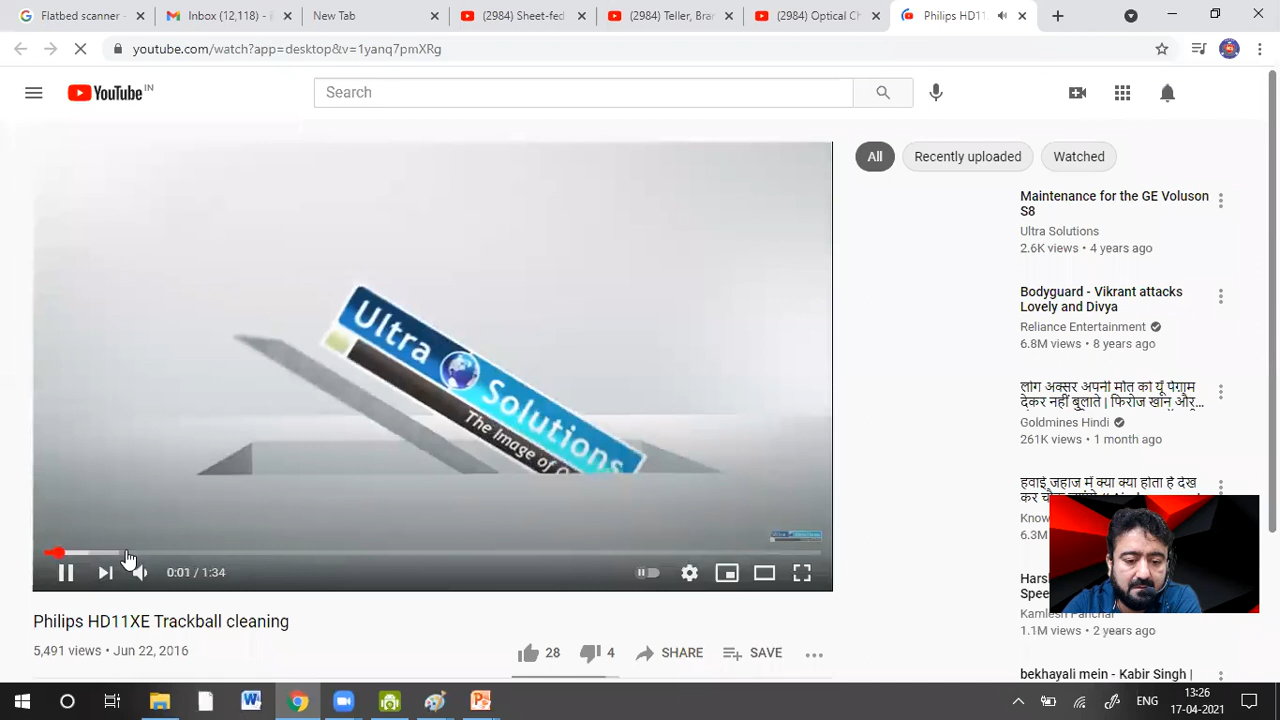 Flatbed scanner -
Inbox (12,118) -
New Tab
(2984) Sheet-fed
(2984) Teller, Bra
(2984) Optical Ch
Philips HD11
youtube.com/watch?app=desktop&v=1yanq7pmXRg
YouTube IN
Search
All
Recently uploaded
Watched
Maintenance for the GE Voluson
S8
Ultra Solutions
2.6K views • 4 years ago
Bodyguard - Vikrant attacks
Lovely and Divya
Reliance Entertainment
6.8M views • 8 years ago
लोग अक्सर अपनी मौत को यूँ पैगाम
देकर नहीं बुलाते | फिरोज खान और...
Goldmines Hindi
261K views • 1 month ago
हवाई जहाज में क्या क्या होता है देख
कर
Know
6.3M
Harsh
Spee
Kamlesh Panchal
1.1M views • 2 years ago
bekhayali mein - Kabir Singh |
Ultra Solutions
The Image of
0:01 / 1:34
Philips HD11XE Trackball cleaning
5,491 views • Jun 22, 2016
28
4
SHARE
SAVE
ENG
13:26
17-04-2021